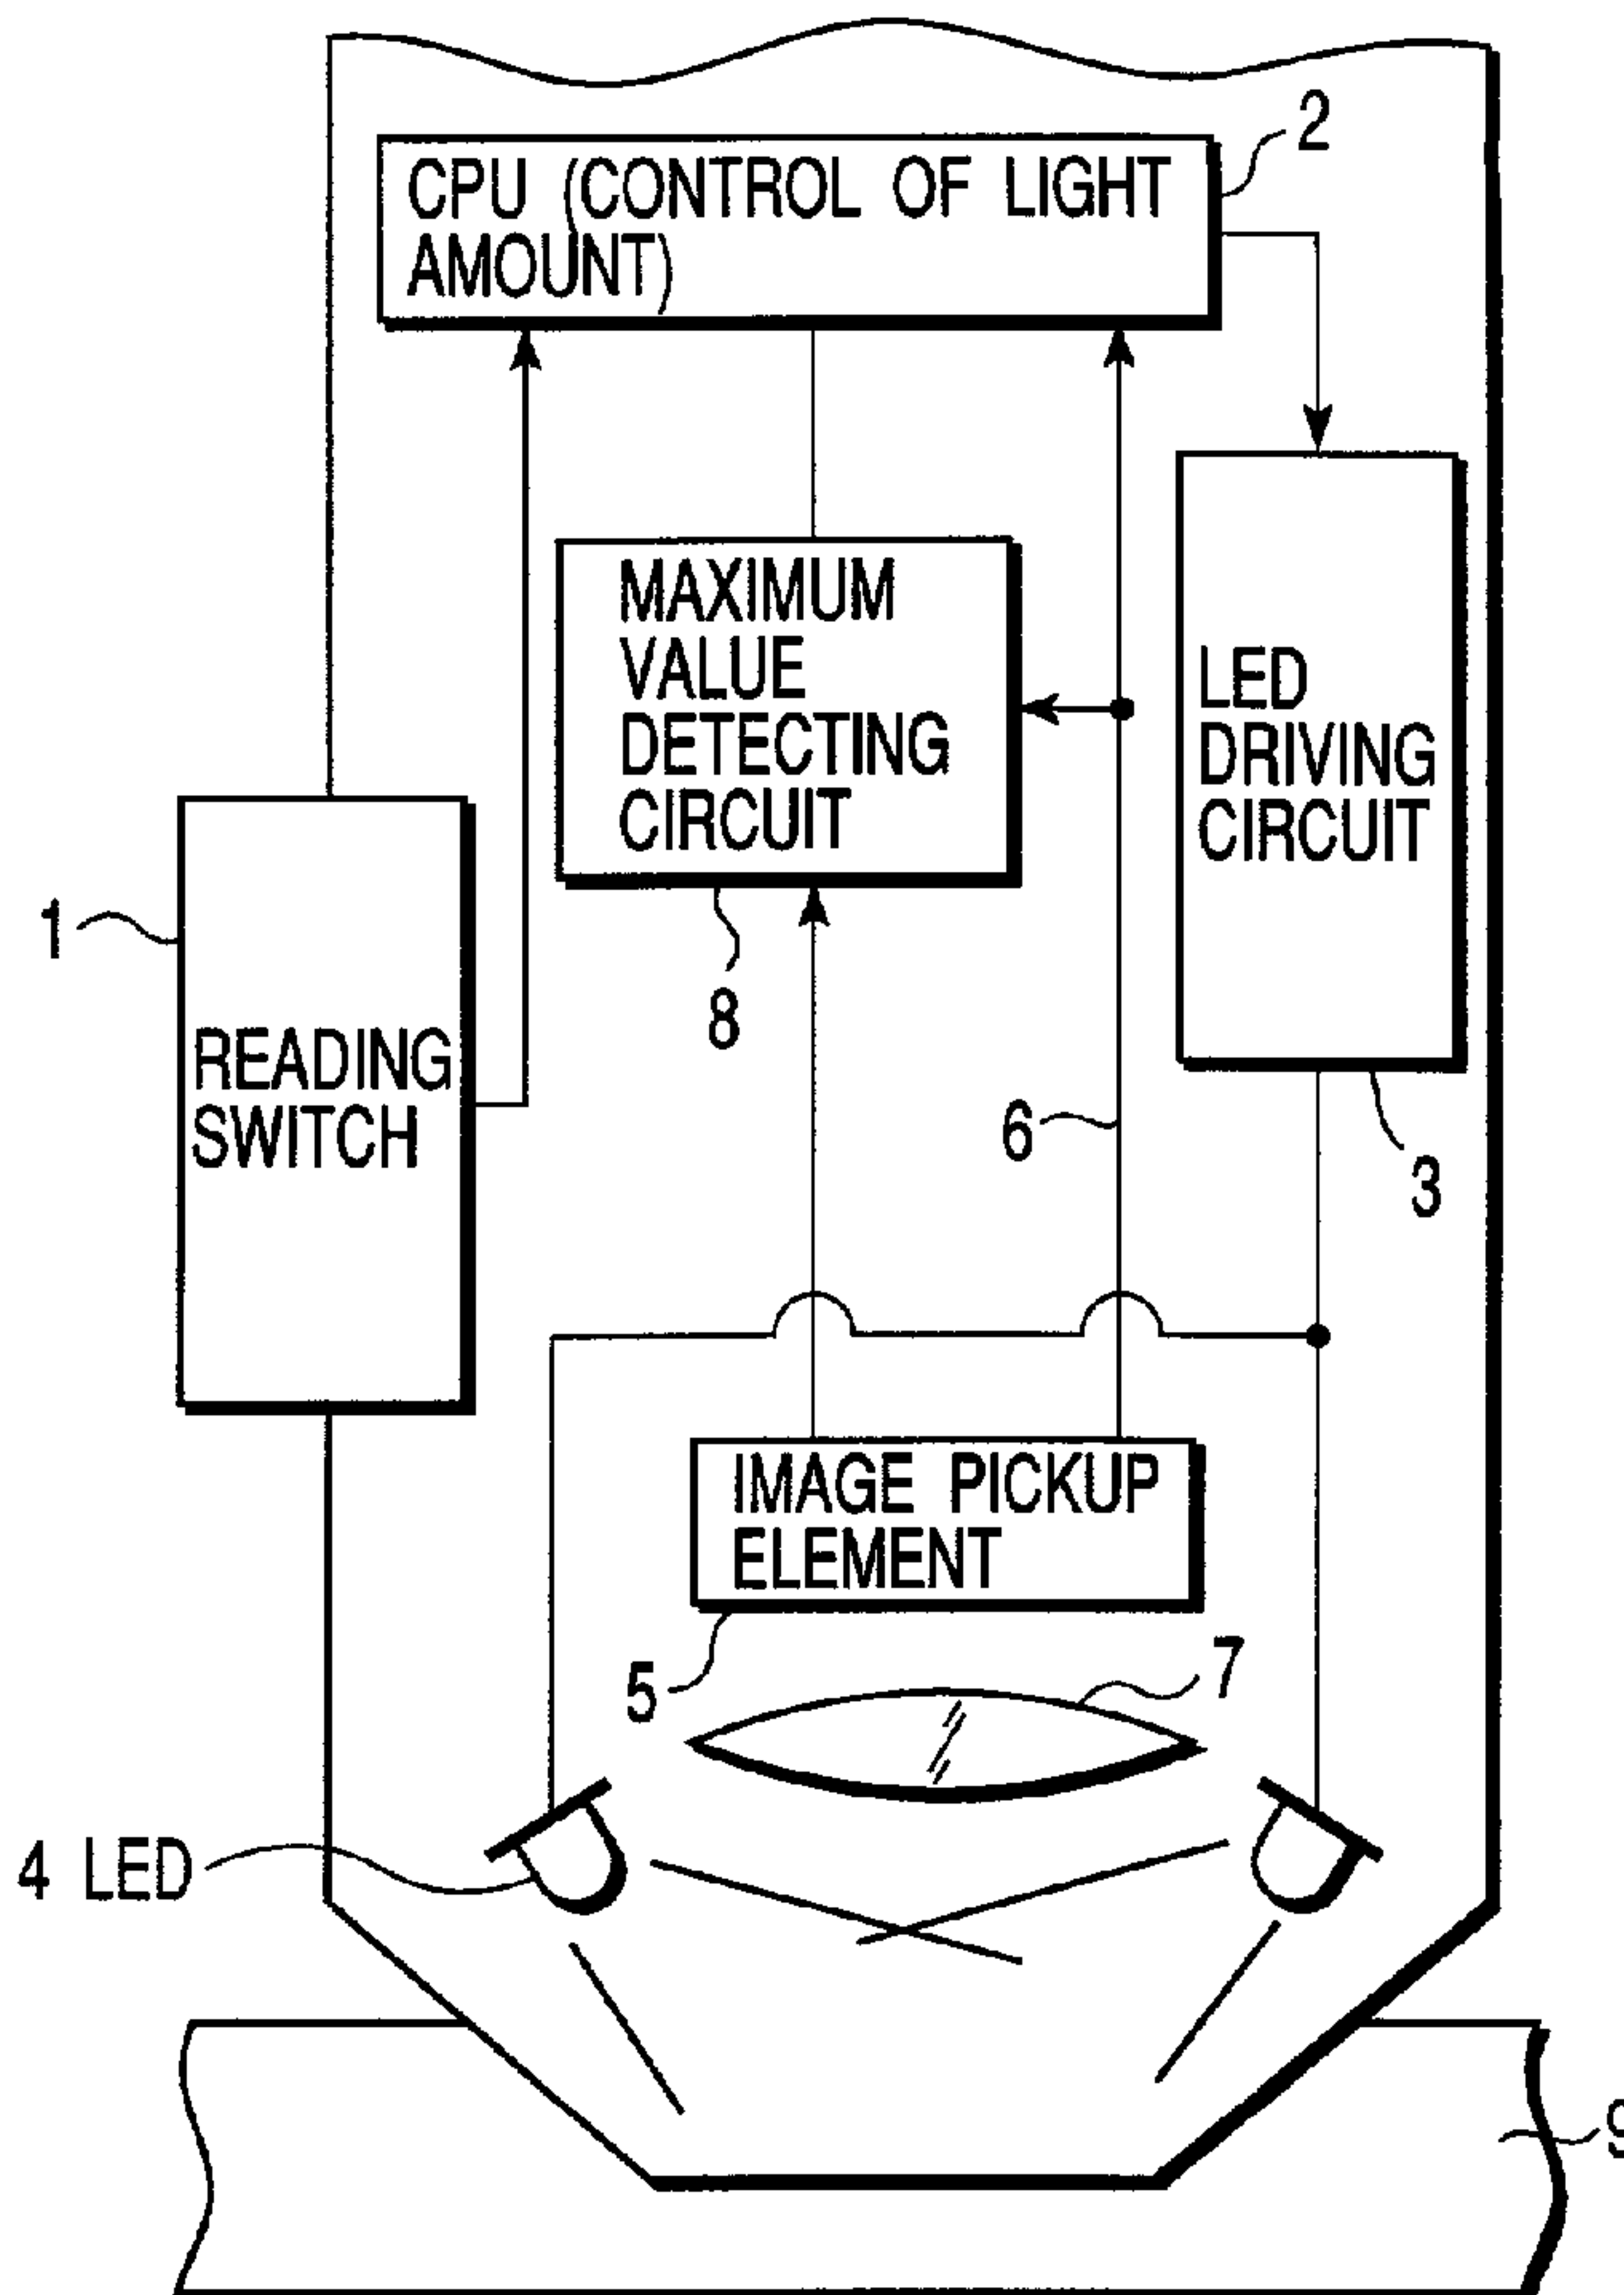 2
CPU (CONTROL OF LIGHT
AMOUNT)
MAXIMUM
VALUE
DETECTING
CIRCUIT
LED
DRIVING
CIRCUIT
1
8
READING
SWITCH
6
3
IMAGE PICKUP
ELEMENT
5
7
4 LED
9